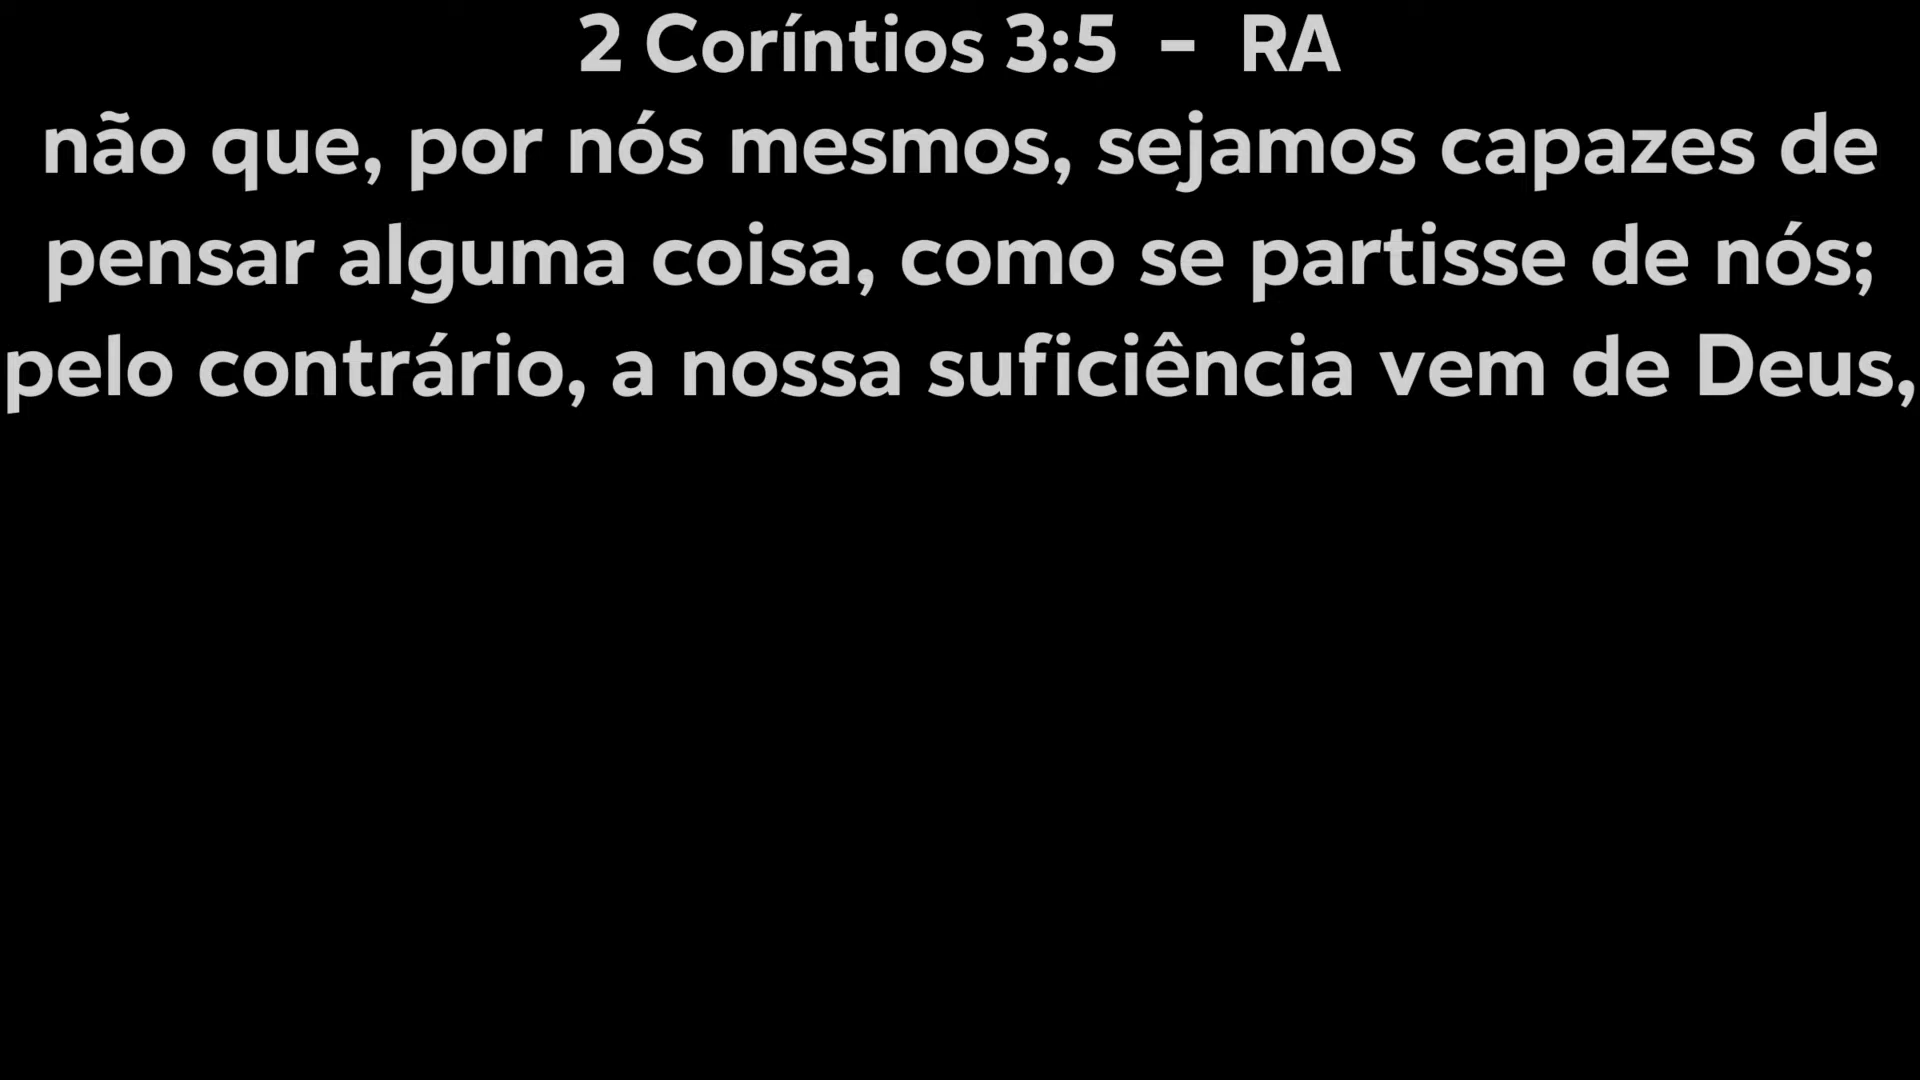 2 Coríntios 3:5 - RA
não que, por nós mesmos, sejamos capazes de
pensar alguma coisa, como se partisse de nós;
pelo contrário, a nossa suficiência vem de Deus,